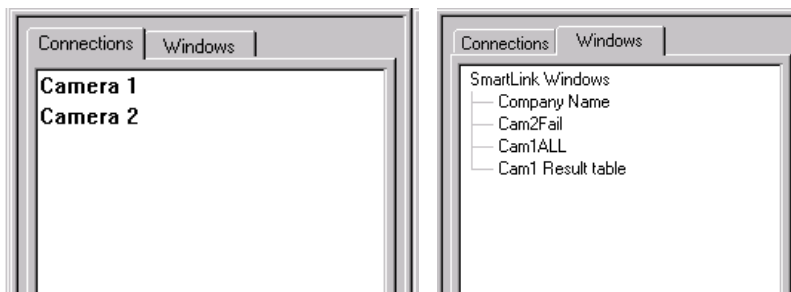 Connections Windows
Camera 1
Camera 2
Connections Windows
SmartLink Windows
Company Name
Cam2Fail
Cam1ALL
Cam1 Result table